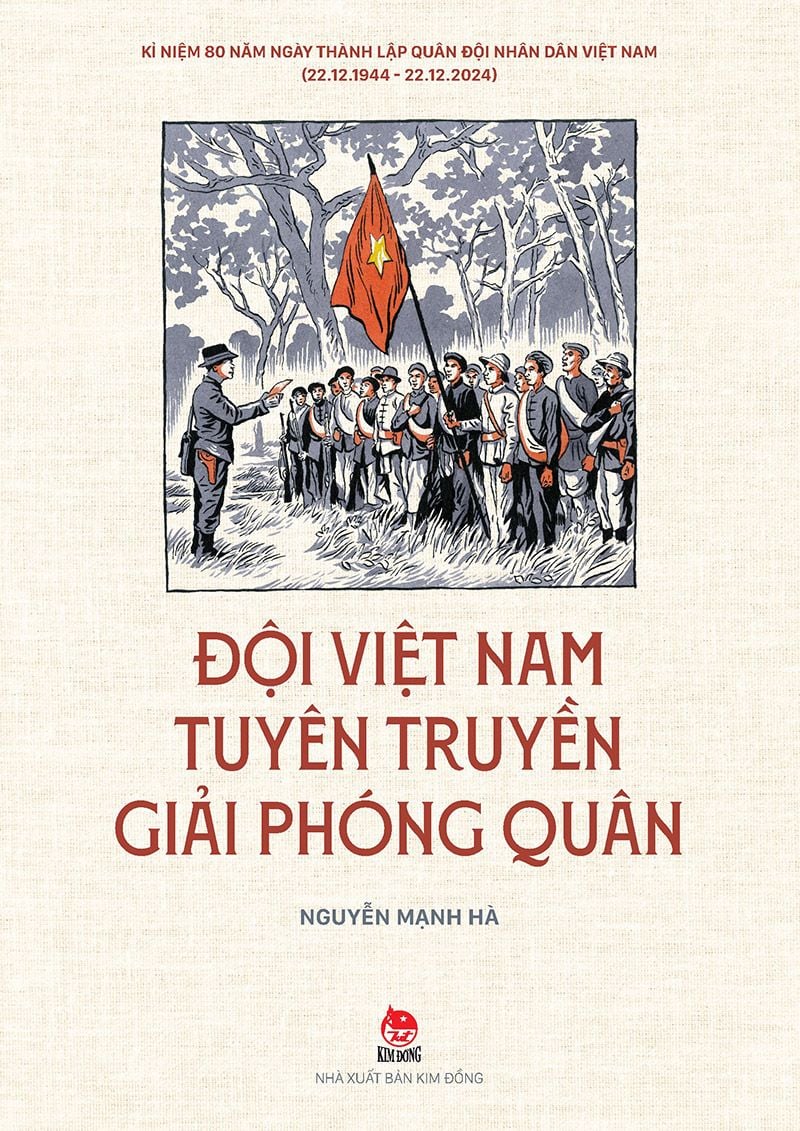 KỈ NIỆM 80 NĂM NGÀY THÀNH LẬP QUÂN ĐỘI NHÂN DÂN VIỆT NAM
(22.12.1944 - 22.12.2024)
ĐỘI VIỆT NAM
TUYÊN TRUYỀN
GIẢI PHÓNG QUÂN
NGUYỄN MẠNH HÀ
KIM ĐỒNG
NHÀ XUẤT BẢN KIM ĐỒNG